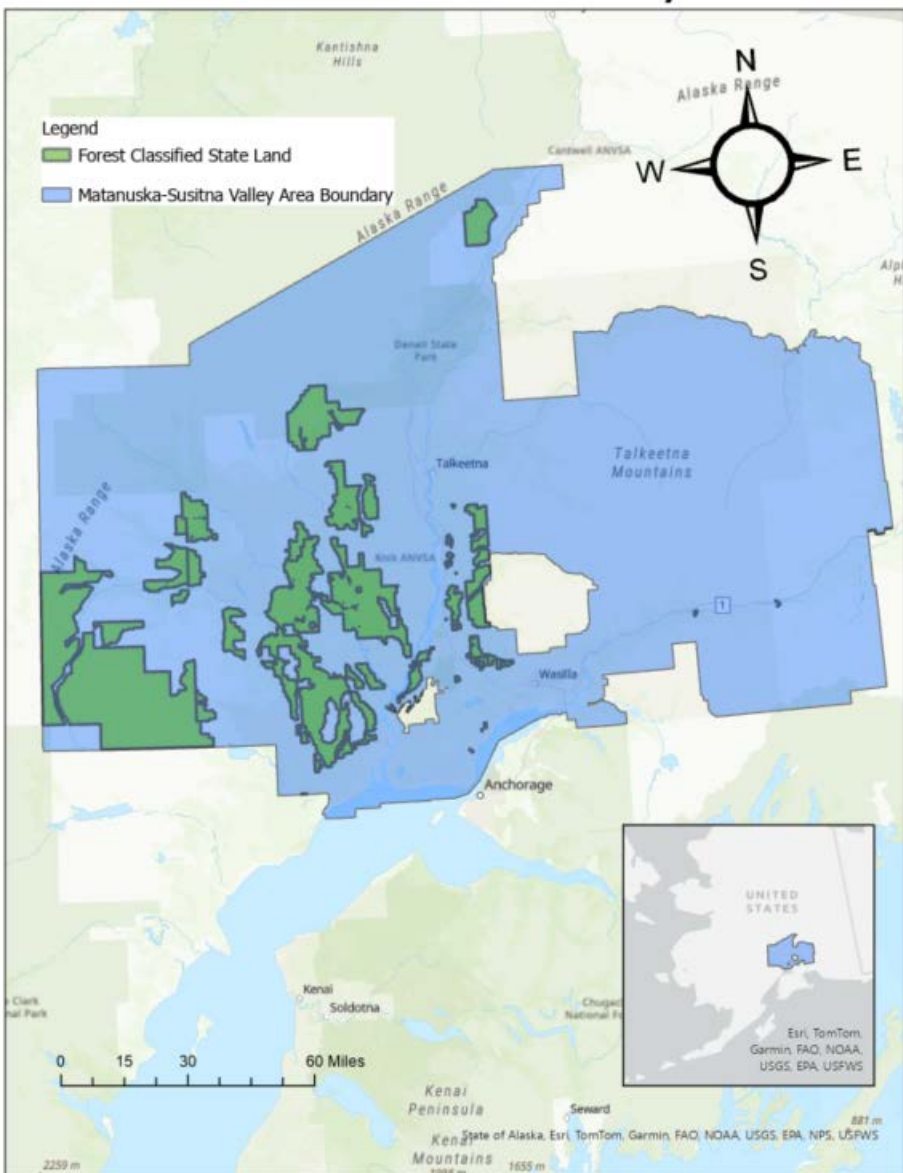 Kantishna
Hills
N
Alaska Range
Legend
Forest Classified State Land
Cantwell ANVSA
W
E
Matanuska-Susitna Valley Area Boundary
Alaska Range
S
Denali State
Park
Talkeetna
Talkeetna
Mountains
Alaska Range
Knik ANVSA
1
Wasilla
Anchorage
UNITED
STATES
Kenai
Soldotna
Esri, TomTom,
Garmin, FAO, NOAA,
USGS, EPA, USFWS
0 15 30 60 Miles
Kenai
Peninsula
Seward
881 m
State of Alaska, Esri, TomTom, Garmin, FAO, NOAA, USGS, EPA, NPS, USFWS
Kenai
Mountains
2259 m
1655 m